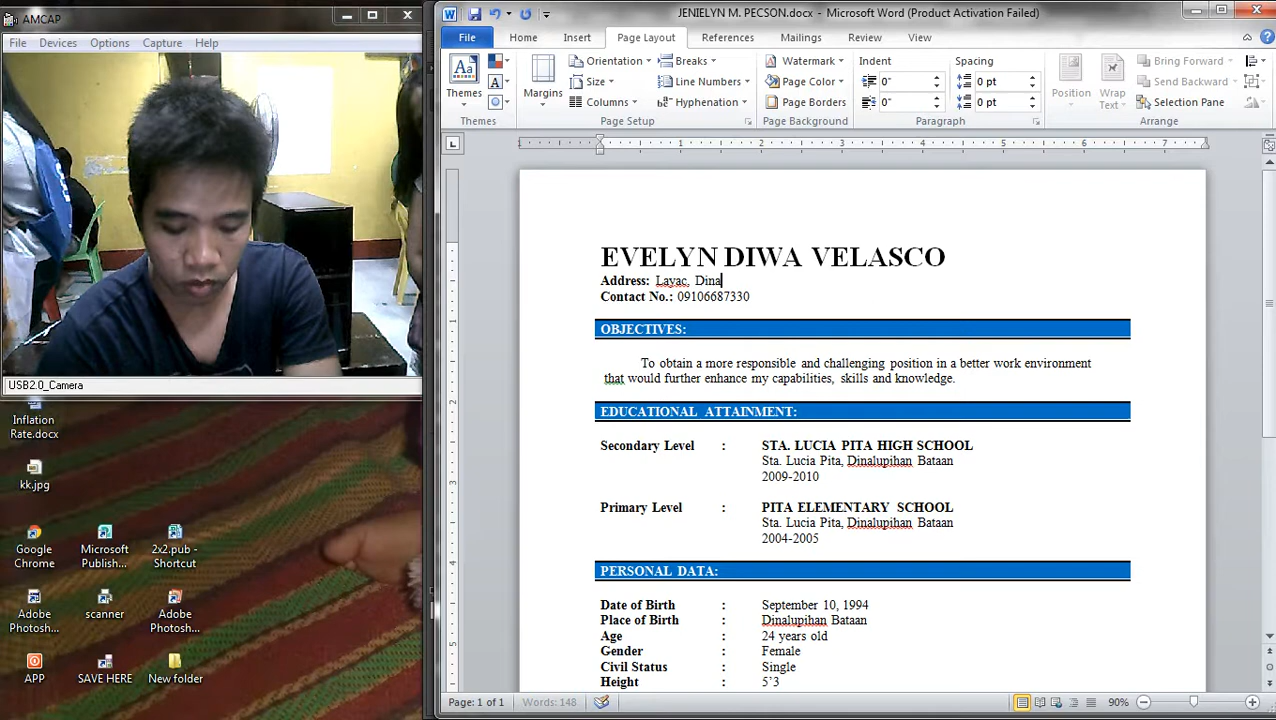 AMCAP
File Devices Options Capture Help
USB2.0_Camera
Inflation
Rate.docx
kk.jpg
Google
Chrome
Microsoft
Publish...
2x2.pub -
Shortcut
Adobe
Photosh...
scanner
Adobe
Photosh...
APP
SAVE HERE
New folder
JENIELYN M. PECSON.docx - Microsoft Word (Product Activation Failed)
File Home Insert Page Layout References Mailings Review View
Themes
Themes
Margins
Orientation
Size
Columns
Breaks
Line Numbers
Hyphenation
Page Setup
Watermark
Page Color
Page Borders
Page Background
Indent Spacing
0" 0 pt
0" 0 pt
Paragraph
Position
Wrap
Text
Bring Forward
Send Backward
Selection Pane
Arrange
1 2 3 4 5 6 7
EVELYN DIWA VELASCO
Address: Layac, Dina
Contact No.: 09106687330
OBJECTIVES:
To obtain a more responsible and challenging position in a better work environment
that would further enhance my capabilities, skills and knowledge.
EDUCATIONAL ATTAINMENT:
Secondary Level : STA. LUCIA PITA HIGH SCHOOL
Sta. Lucia Pita, Dinalupihan Bataan
2009-2010
Primary Level : PITA ELEMENTARY SCHOOL
Sta. Lucia Pita, Dinalupihan Bataan
2004-2005
PERSONAL DATA:
Date of Birth : September 10, 1994
Place of Birth : Dinalupihan Bataan
Age : 24 years old
Gender : Female
Civil Status : Single
Height : 5’3
Page: 1 of 1 Words: 148 90%